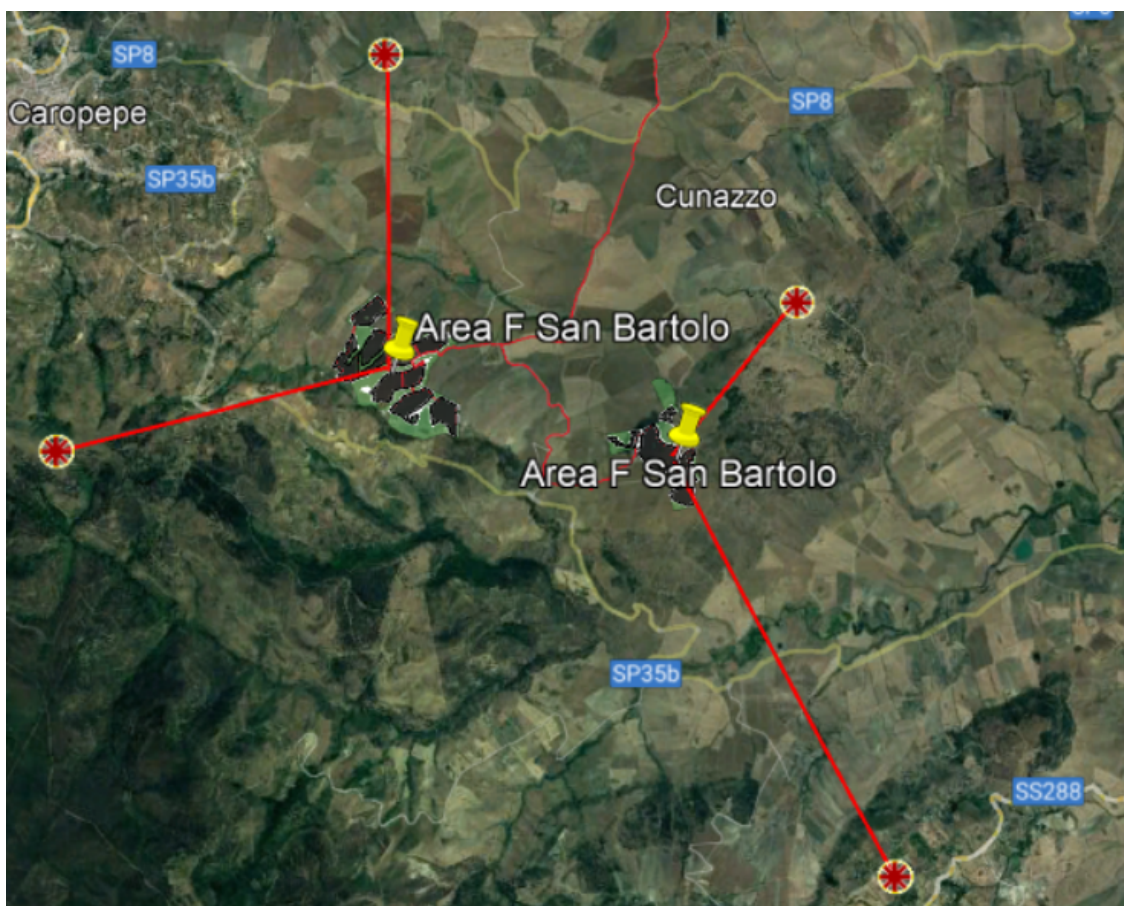 SP8
Caropepe
SP8
SP35b
Cunazzo
Area F San Bartolo
Area F San Bartolo
SP35b
SS288